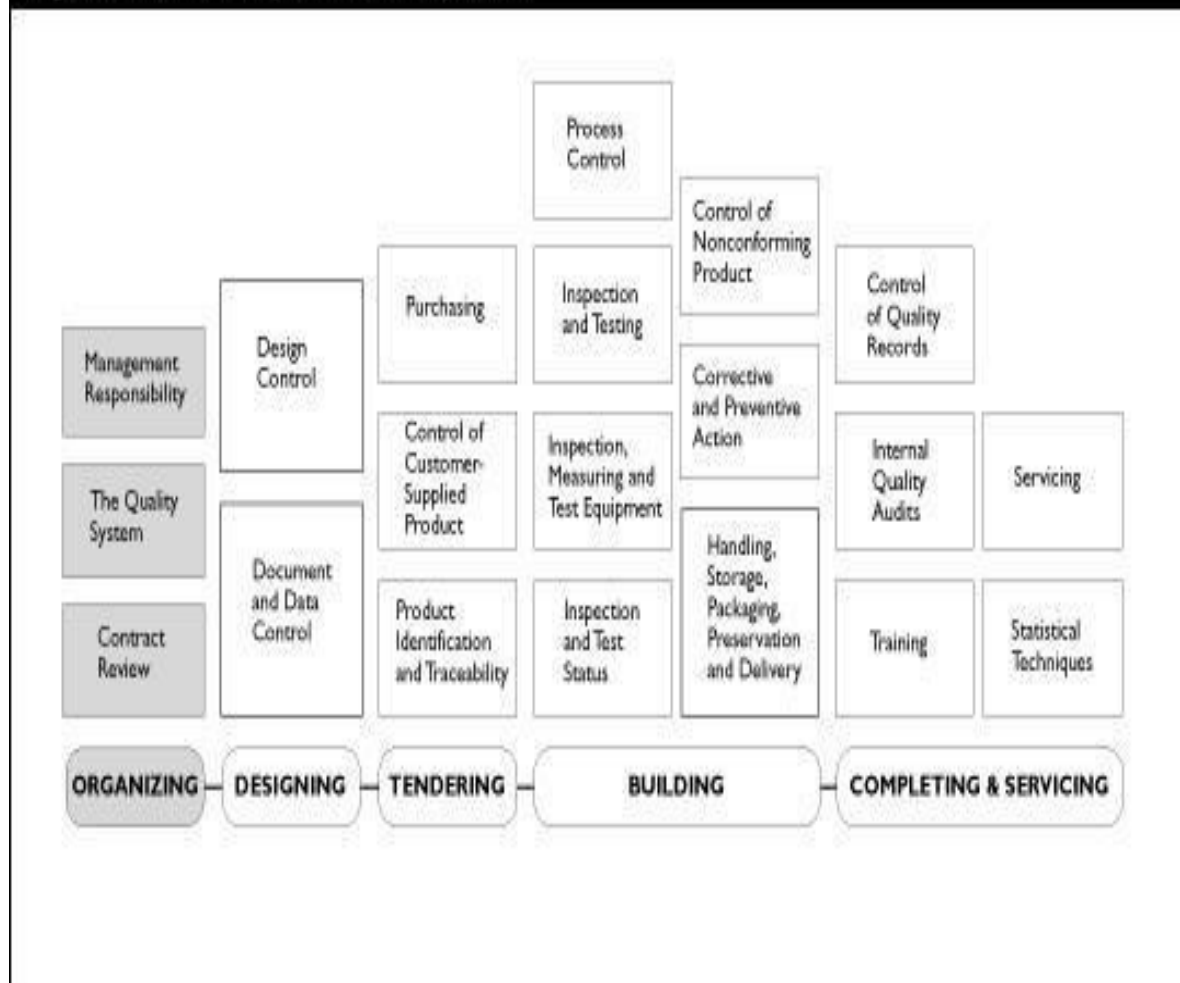 Management
Responsibility
The Quality
System
Contract
Review
Design
Control
Document
and Data
Control
Purchasing
Control of
Customer-
Supplied
Product
Product
Identification
and Traceability
Process
Control
Inspection
and Testing
Inspection,
Measuring and
Test Equipment
Inspection
and Test
Status
Control of
Nonconforming
Product
Corrective
and Preventive
Action
Handling,
Storage,
Packaging,
Preservation
and Delivery
Control
of Quality
Records
Internal
Quality
Audits
Training
Servicing
Statistical
Techniques
ORGANIZING
DESIGNING
TENDERING
BUILDING
COMPLETING & SERVICING